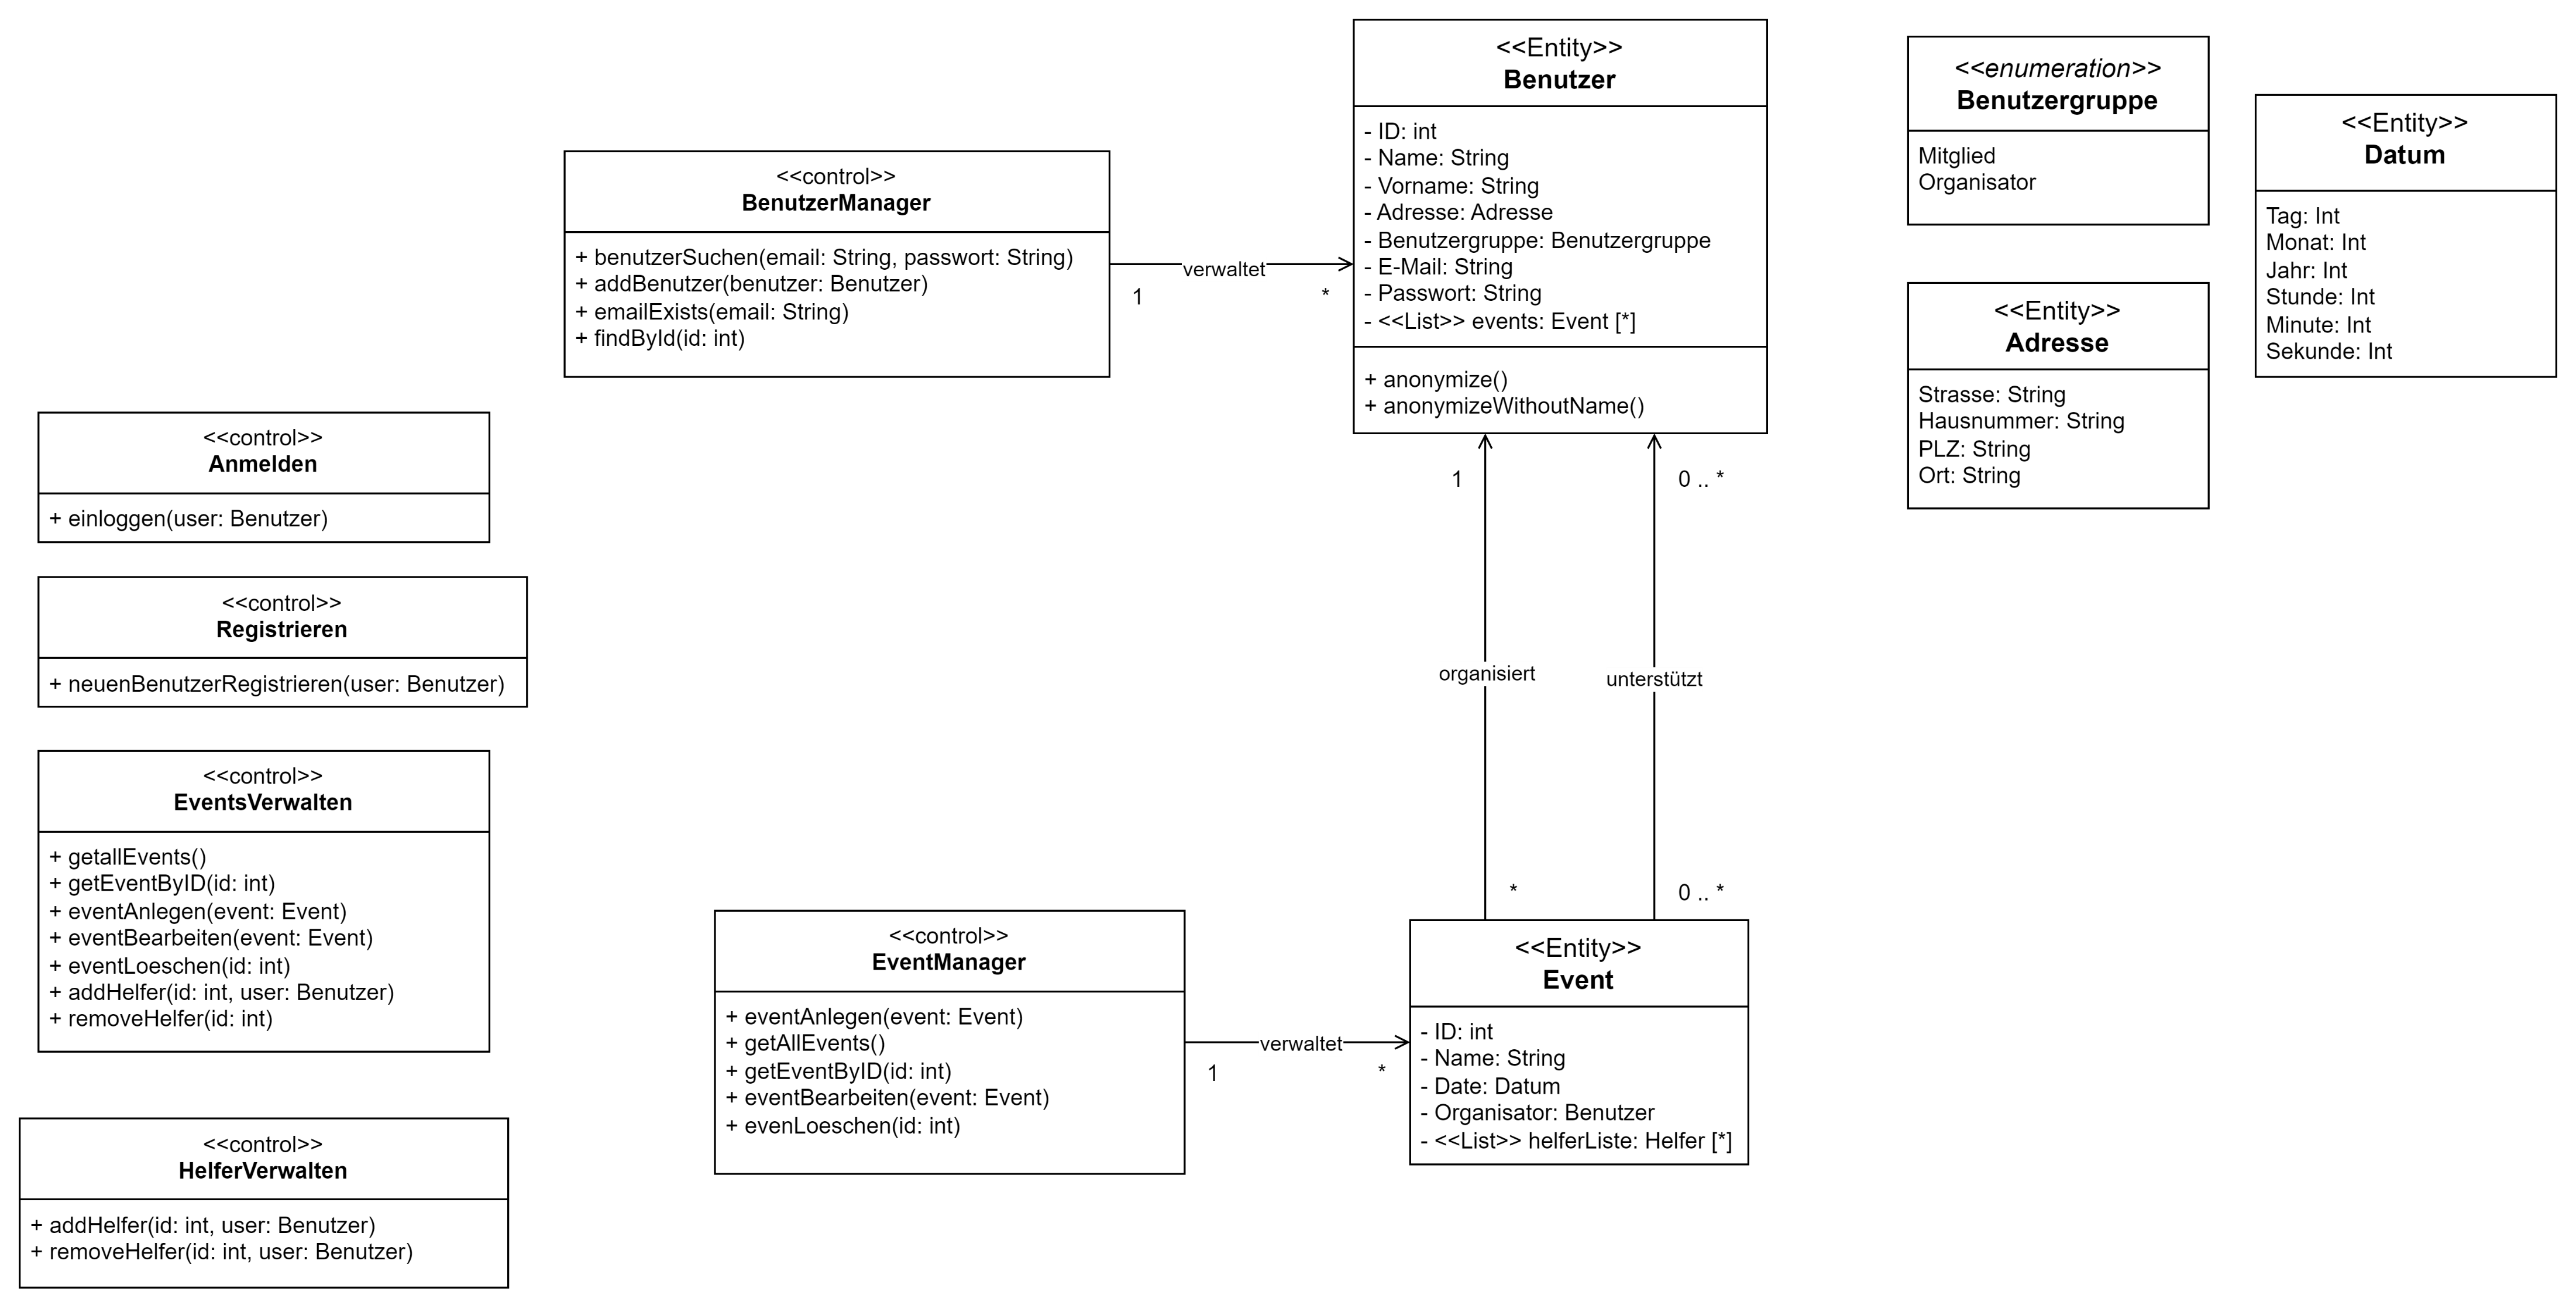 <<Entity>>
Benutzer
- ID: int
- Name: String
- Vorname: String
- Adresse: Adresse
- Benutzergruppe: Benutzergruppe
- E-Mail: String
- Passwort: String
- <<List>> events: Event [*]
+ anonymize()
+ anonymizeWithoutName()
<<enumeration>>
Benutzergruppe
Mitglied
Organisator
<<Entity>>
Datum
Tag: Int
Monat: Int
Jahr: Int
Stunde: Int
Minute: Int
Sekunde: Int
<<Entity>>
Adresse
Strasse: String
Hausnummer: String
PLZ: String
Ort: String
<<control>>
BenutzerManager
+ benutzerSuchen(email: String, passwort: String)
+ addBenutzer(benutzer: Benutzer)
+ emailExists(email: String)
+ findById(id: int)
verwaltet
1
*
<<control>>
Anmelden
+ einloggen(user: Benutzer)
<<control>>
Registrieren
+ neuenBenutzerRegistrieren(user: Benutzer)
1
0 .. *
organisiert
unterstützt
*
0 .. *
<<control>>
EventsVerwalten
+ getallEvents()
+ getEventByID(id: int)
+ eventAnlegen(event: Event)
+ eventBearbeiten(event: Event)
+ eventLoeschen(id: int)
+ addHelfer(id: int, user: Benutzer)
+ removeHelfer(id: int)
<<control>>
EventManager
+ eventAnlegen(event: Event)
+ getAllEvents()
+ getEventByID(id: int)
+ eventBearbeiten(event: Event)
+ evenLoeschen(id: int)
verwaltet
1
*
<<Entity>>
Event
- ID: int
- Name: String
- Date: Datum
- Organisator: Benutzer
- <<List>> helferListe: Helfer [*]
<<control>>
HelferVerwalten
+ addHelfer(id: int, user: Benutzer)
+ removeHelfer(id: int, user: Benutzer)